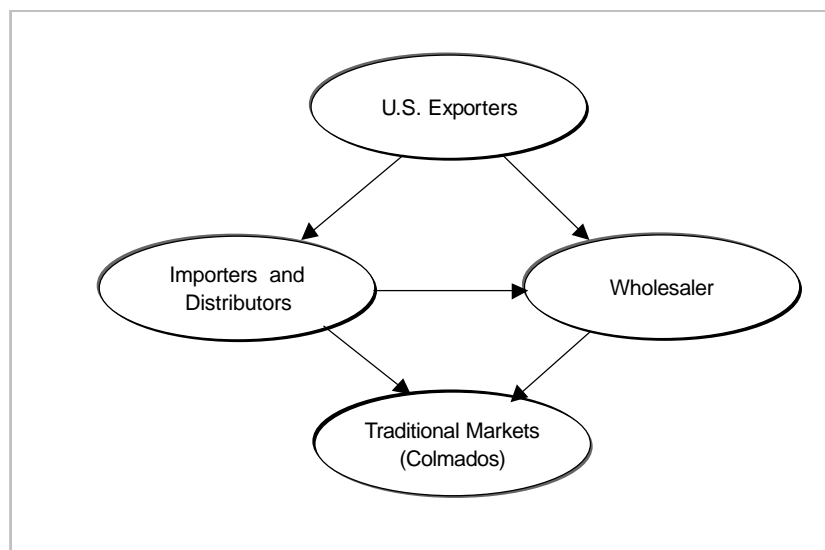 U.S. Exporters
Importers and
Distributors
Wholesaler
Traditional Markets
(Colmados)